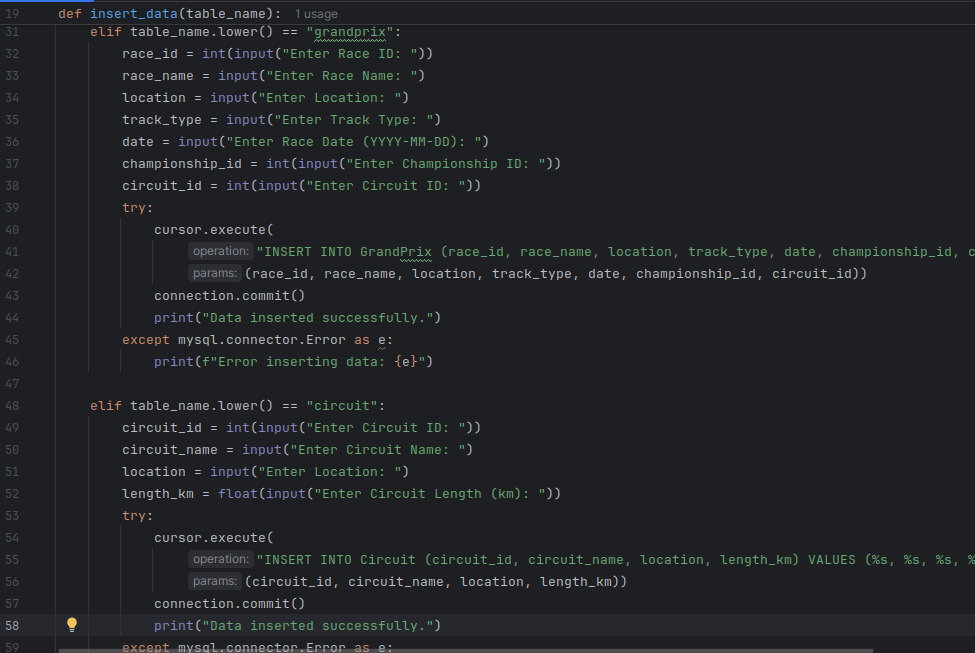 19 def insert_data(table_name): 1 usage
31 elif table_name.lower() == "grandprix":
32 race_id = int(input("Enter Race ID: "))
33 race_name = input("Enter Race Name: ")
34 location = input("Enter Location: ")
35 track_type = input("Enter Track Type: ")
36 date = input("Enter Race Date (YYYY-MM-DD): ")
37 championship_id = int(input("Enter Championship ID: "))
38 circuit_id = int(input("Enter Circuit ID: "))
39 try:
40 cursor.execute(
41 operation: "INSERT INTO GrandPrix (race_id, race_name, location, track_type, date, championship_id, c
42 params: (race_id, race_name, location, track_type, date, championship_id, circuit_id))
43 connection.commit()
44 print("Data inserted successfully.")
45 except mysql.connector.Error as e:
46 print(f"Error inserting data: {e}")
47
48 elif table_name.lower() == "circuit":
49 circuit_id = int(input("Enter Circuit ID: "))
50 circuit_name = input("Enter Circuit Name: ")
51 location = input("Enter Location: ")
52 length_km = float(input("Enter Circuit Length (km): "))
53 try:
54 cursor.execute(
55 operation: "INSERT INTO Circuit (circuit_id, circuit_name, location, length_km) VALUES (%s, %s, %s, %
56 params: (circuit_id, circuit_name, location, length_km))
57 connection.commit()
58 print("Data inserted successfully.")
59 except mysql.connector.Error as e: